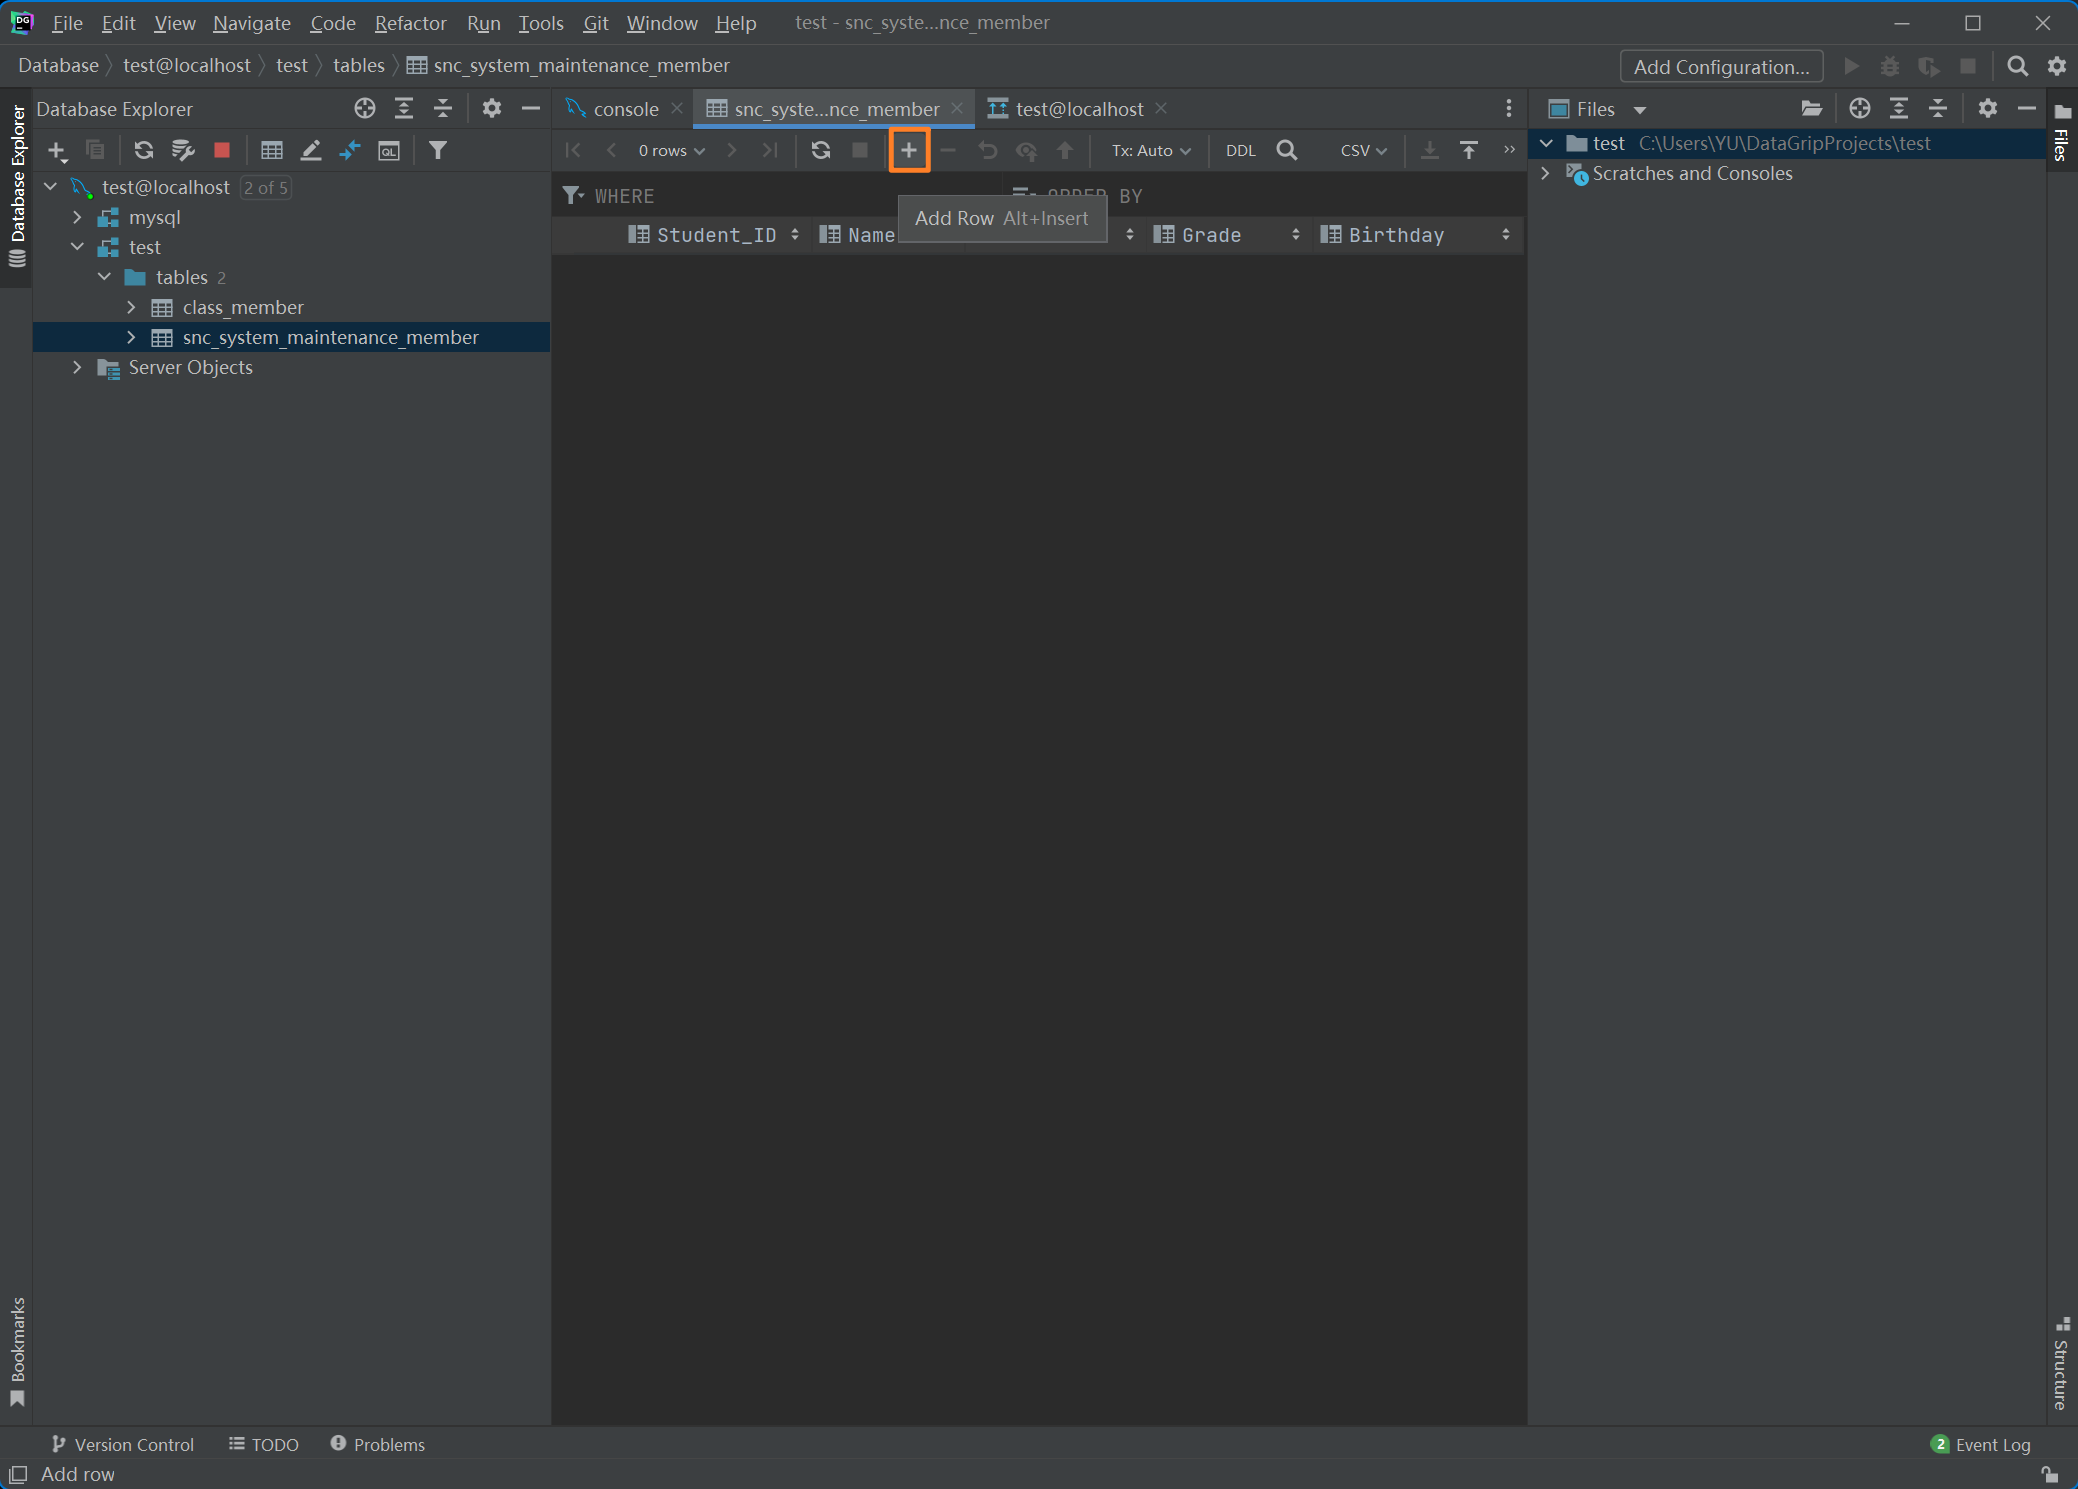 File Edit View Navigate Code Refactor Run Tools Git Window Help test - snc_syste...nce_member
Database test@localhost test tables snc_system_maintenance_member Add Configuration...
Database Explorer
Database Explorer
console snc_syste...nce_member test@localhost
Files
Files
0 rows Tx: Auto DDL CSV
test C:\Users\YU\DataGripProjects\test
Scratches and Consoles
WHERE ORDER BY
Add Row Alt+Insert
Student_ID Name Grade Birthday
test@localhost 2 of 5
mysql
test
tables 2
class_member
snc_system_maintenance_member
Server Objects
Bookmarks
Structure
Version Control TODO Problems 2 Event Log
Add row